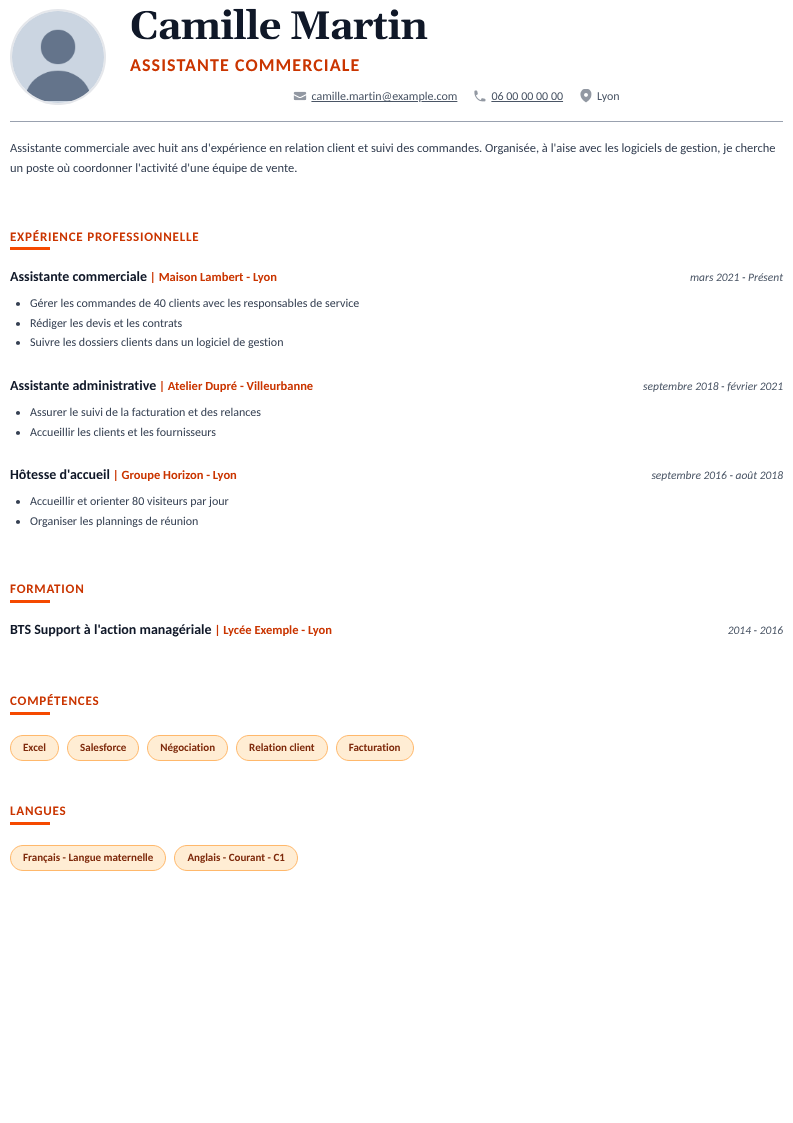 Camille Martin
ASSISTANTE COMMERCIALE
camille.martin@example.com 06 00 00 00 00 Lyon
Assistante commerciale avec huit ans d'expérience en relation client et suivi des commandes. Organisée, à l'aise avec les logiciels de gestion, je cherche
un poste où coordonner l'activité d'une équipe de vente.
EXPÉRIENCE PROFESSIONNELLE
Assistante commerciale | Maison Lambert - Lyon mars 2021 - Présent
• Gérer les commandes de 40 clients avec les responsables de service
• Rédiger les devis et les contrats
• Suivre les dossiers clients dans un logiciel de gestion
Assistante administrative | Atelier Dupré - Villeurbanne septembre 2018 - février 2021
• Assurer le suivi de la facturation et des relances
• Accueillir les clients et les fournisseurs
Hôtesse d'accueil | Groupe Horizon - Lyon septembre 2016 - août 2018
• Accueillir et orienter 80 visiteurs par jour
• Organiser les plannings de réunion
FORMATION
BTS Support à l'action managériale | Lycée Exemple - Lyon 2014 - 2016
COMPÉTENCES
Excel Salesforce Négociation Relation client Facturation
LANGUES
Français - Langue maternelle Anglais - Courant - C1